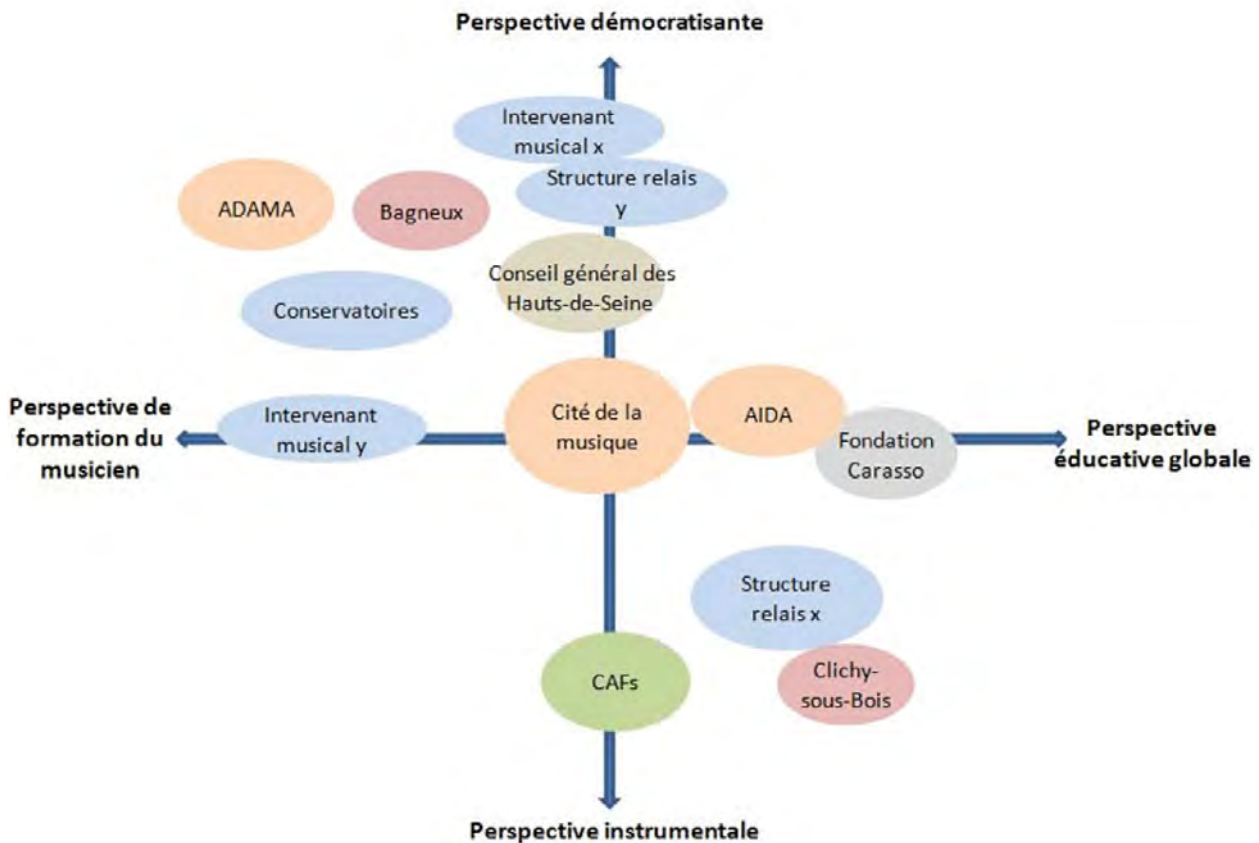 Perspective démocratisante
Intervenant
musical x
Structure relais
y
ADAMA
Bagneux
Conseil général des
Hauts-de-Seine
Conservatoires
Perspective de
formation du
musicien
Intervenant
musical y
Cité de la
musique
AIDA
Fondation
Carasso
Perspective
éducative globale
Structure
relais x
CAFs
Clichy-
sous-Bois
Perspective instrumentale